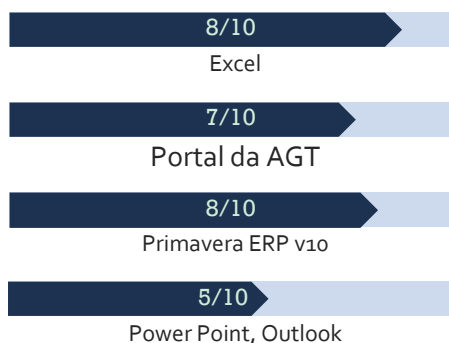 8/10
Excel
7/10
Portal da AGT
8/10
Primavera ERP v10
5/10
Power Point, Outlook